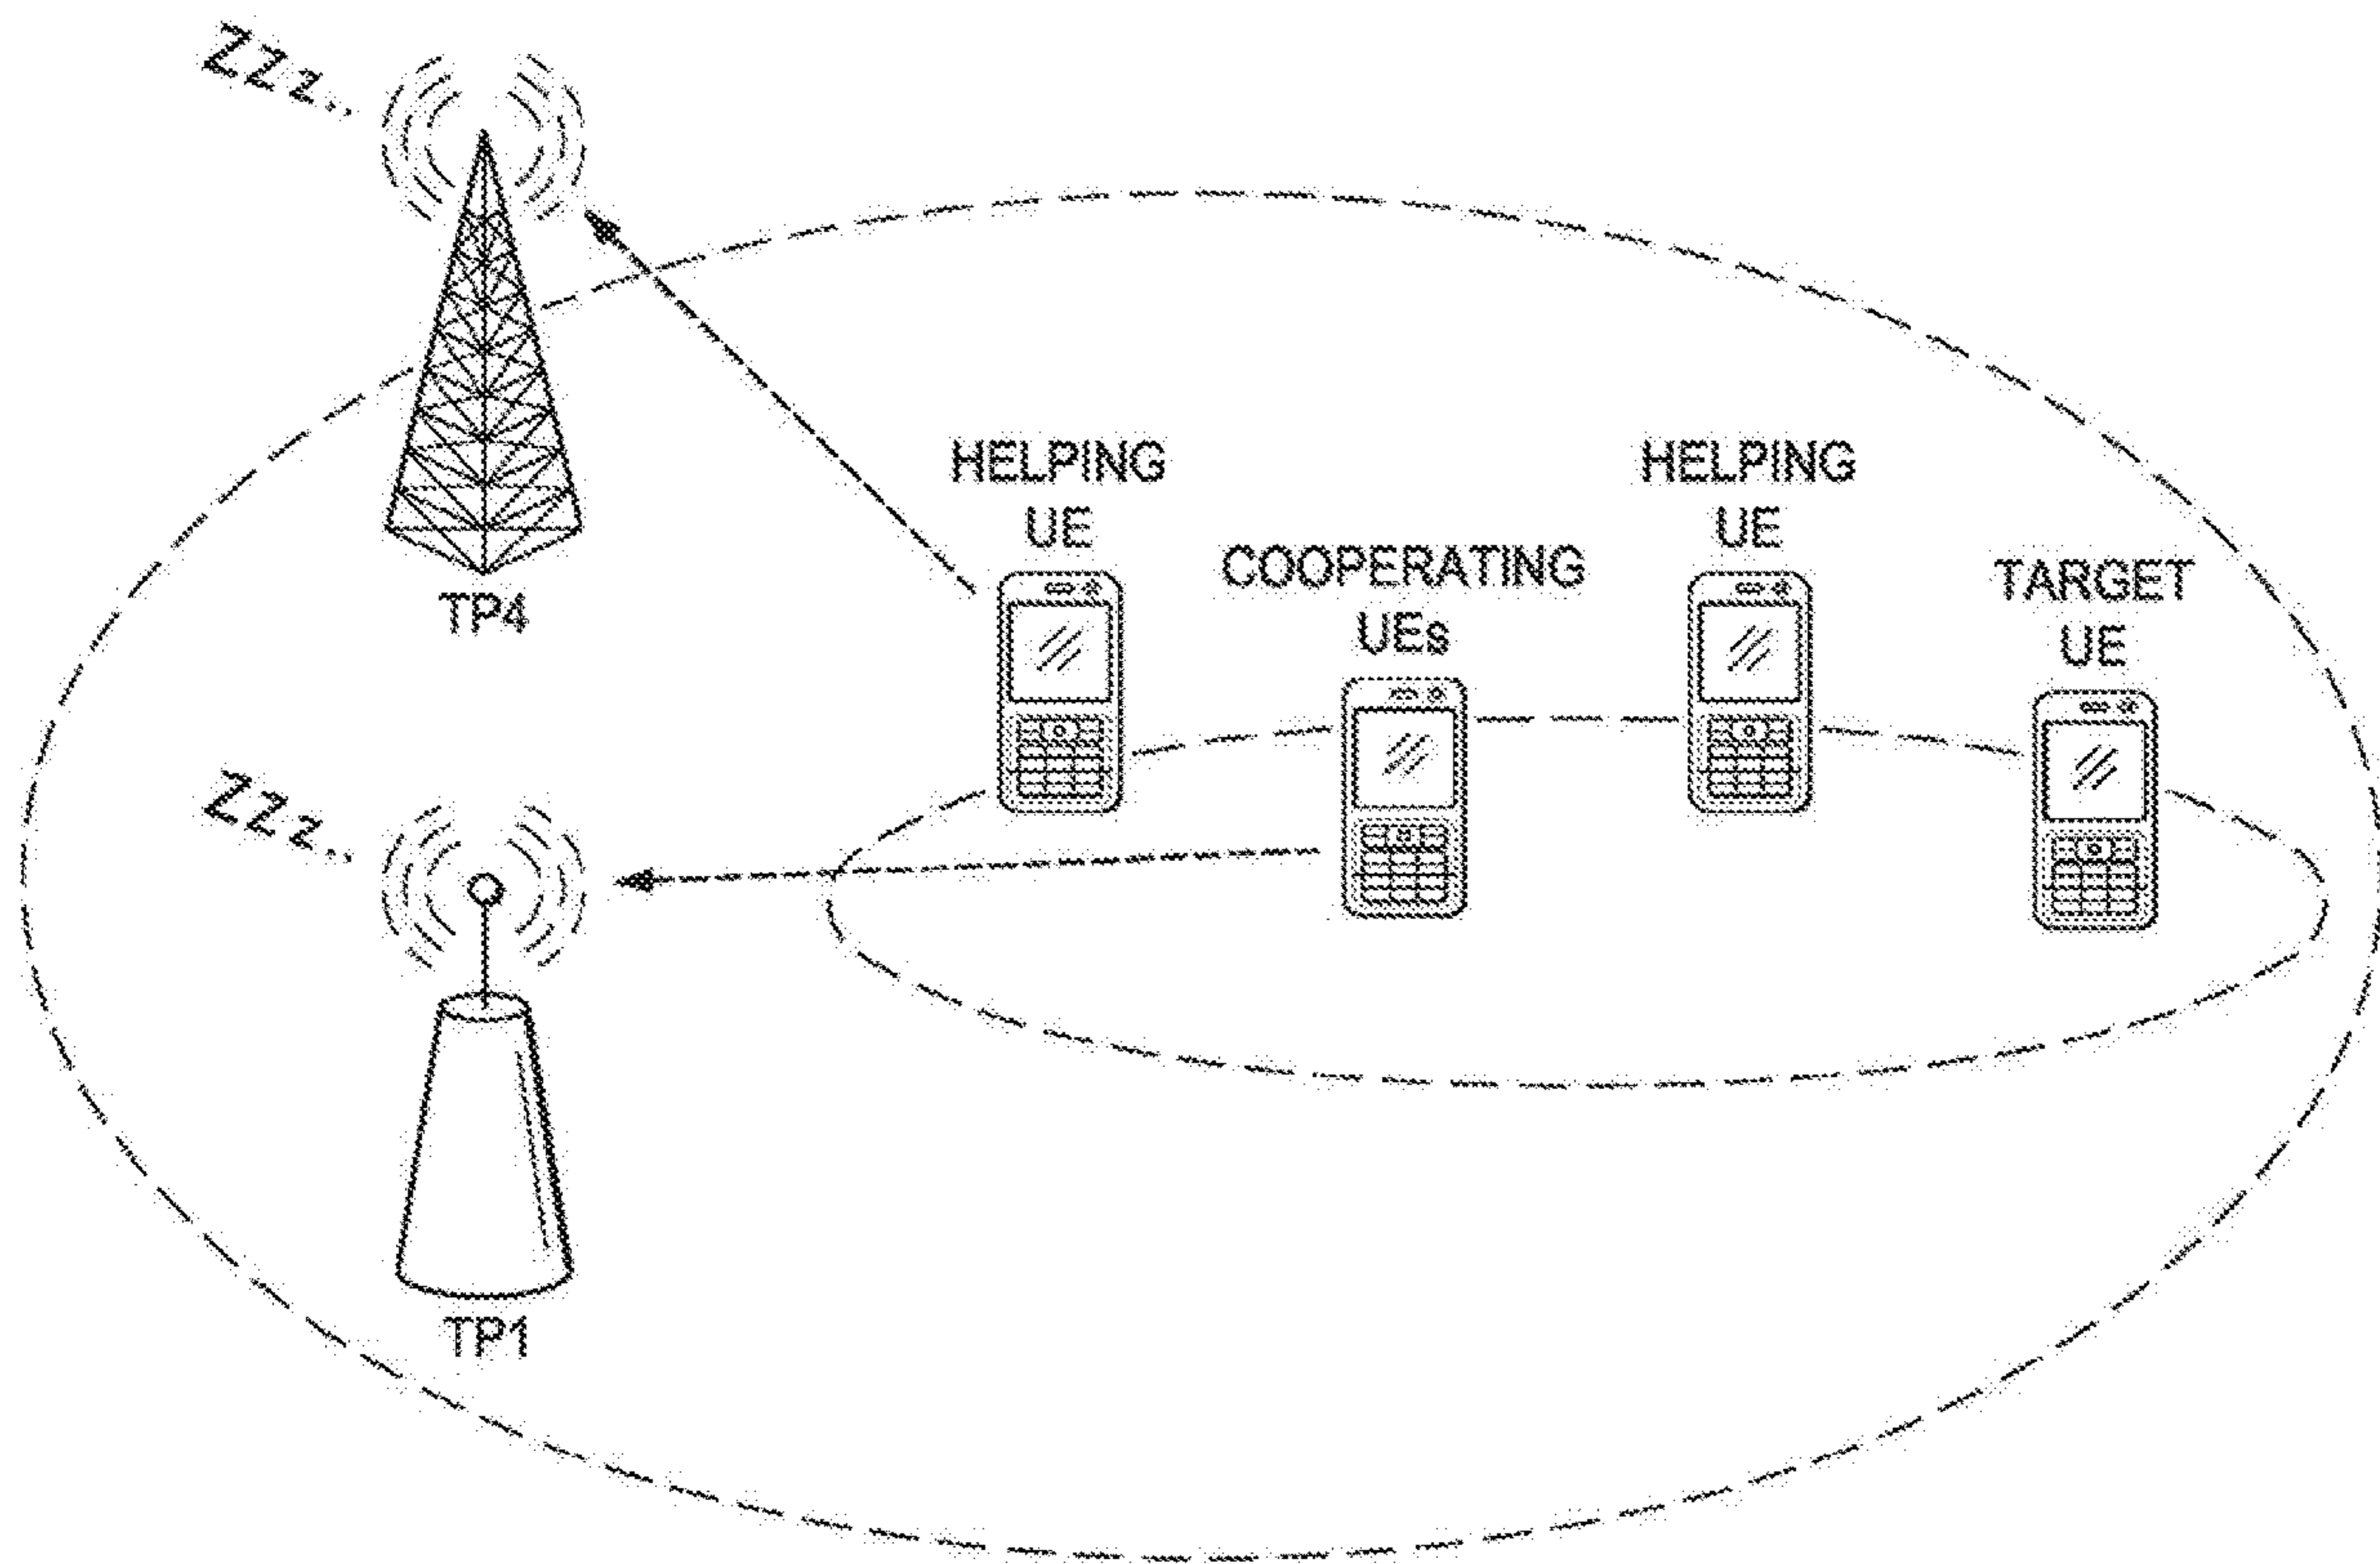 ZZz..
HELPING
UE
HELPING
UE
COOPERATING
UEs
TARGET
UE
TP4
ZZz..
TP1